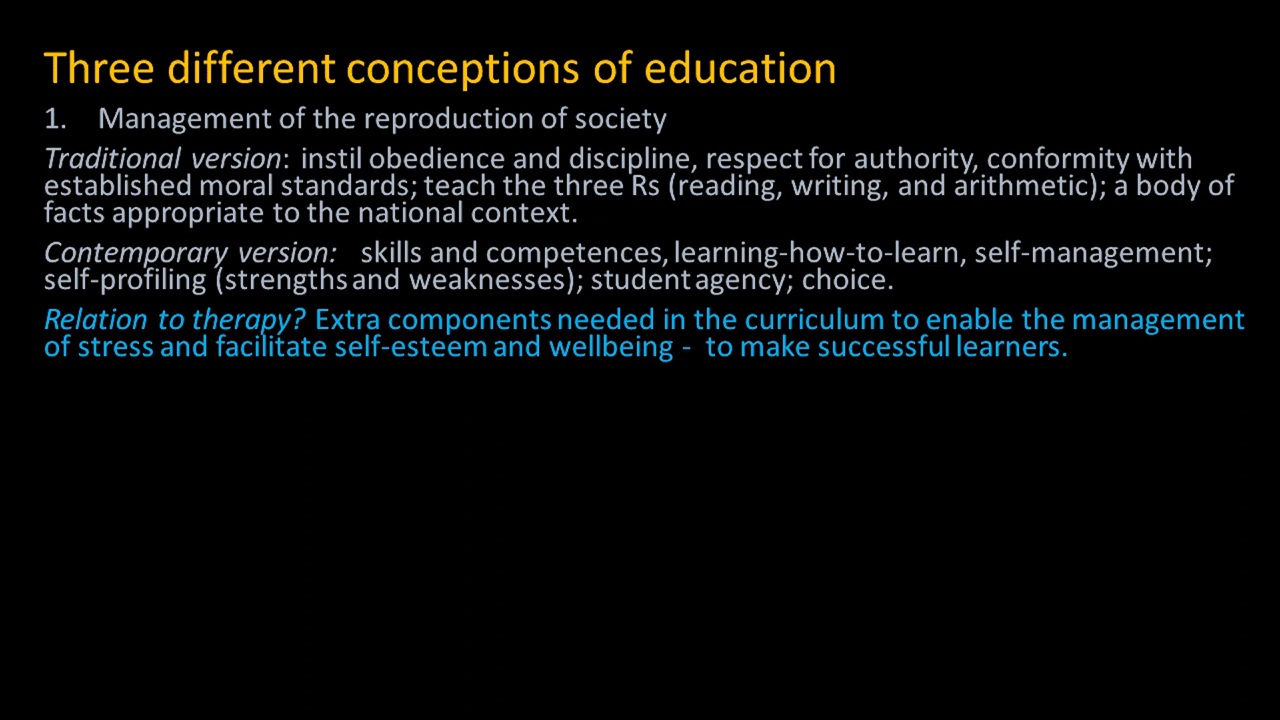 Three different conceptions of education
1. Management of the reproduction of society
Traditional version: instil obedience and discipline, respect for authority, conformity with
established moral standards; teach the three Rs (reading, writing, and arithmetic); a body of
facts appropriate to the national context.
Contemporary version: skills and competences, learning-how-to-learn, self-management;
self-profiling (strengths and weaknesses); student agency; choice.
Relation to therapy? Extra components needed in the curriculum to enable the management
of stress and facilitate self-esteem and wellbeing - to make successful learners.